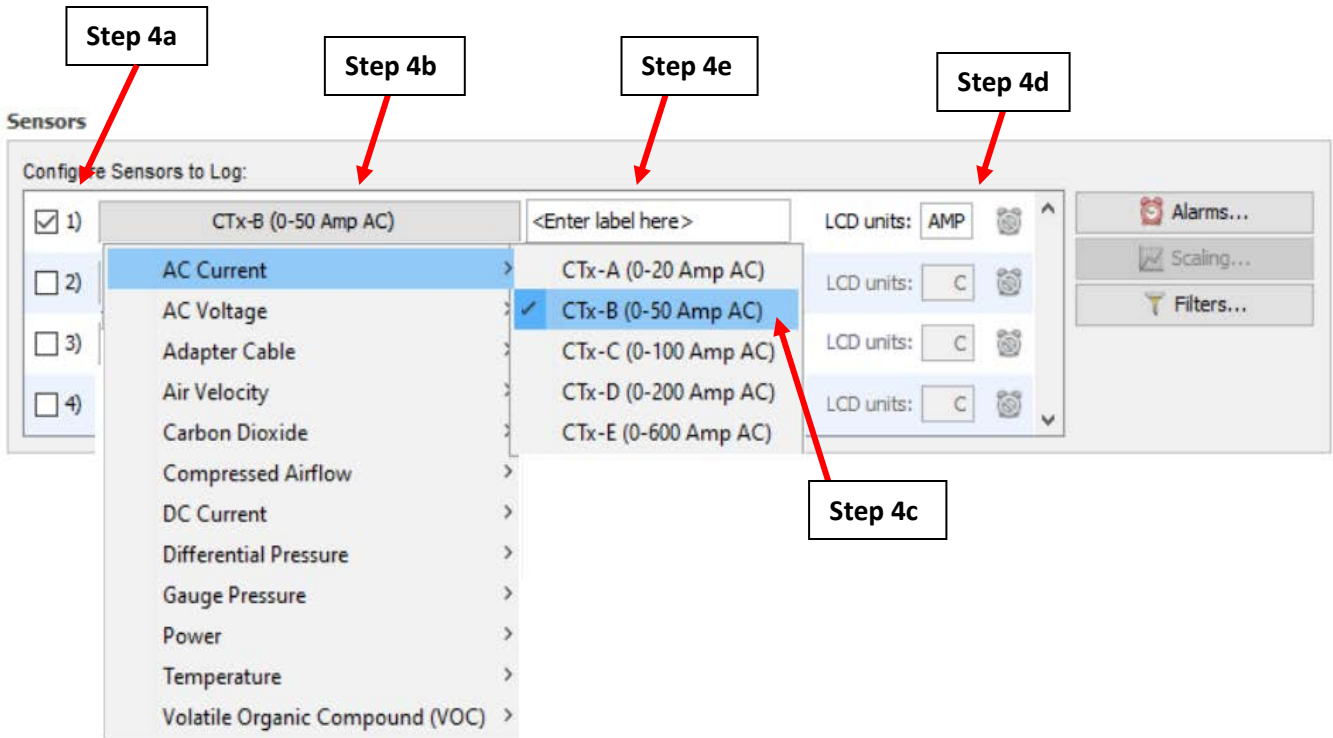 Step 4a
Step 4b
Step 4e
Step 4d
Sensors
Configure Sensors to Log:
1) CTx-B (0-50 Amp AC) <Enter label here> LCD units: AMP
Alarms...
Scaling...
Filters...
2) LCD units: C
3) LCD units: C
4) LCD units: C
AC Current >
AC Voltage
Adapter Cable
Air Velocity
Carbon Dioxide
Compressed Airflow >
DC Current >
Differential Pressure >
Gauge Pressure >
Power >
Temperature >
Volatile Organic Compound (VOC) >
CTx-A (0-20 Amp AC)
✓ CTx-B (0-50 Amp AC)
CTx-C (0-100 Amp AC)
CTx-D (0-200 Amp AC)
CTx-E (0-600 Amp AC)
Step 4c